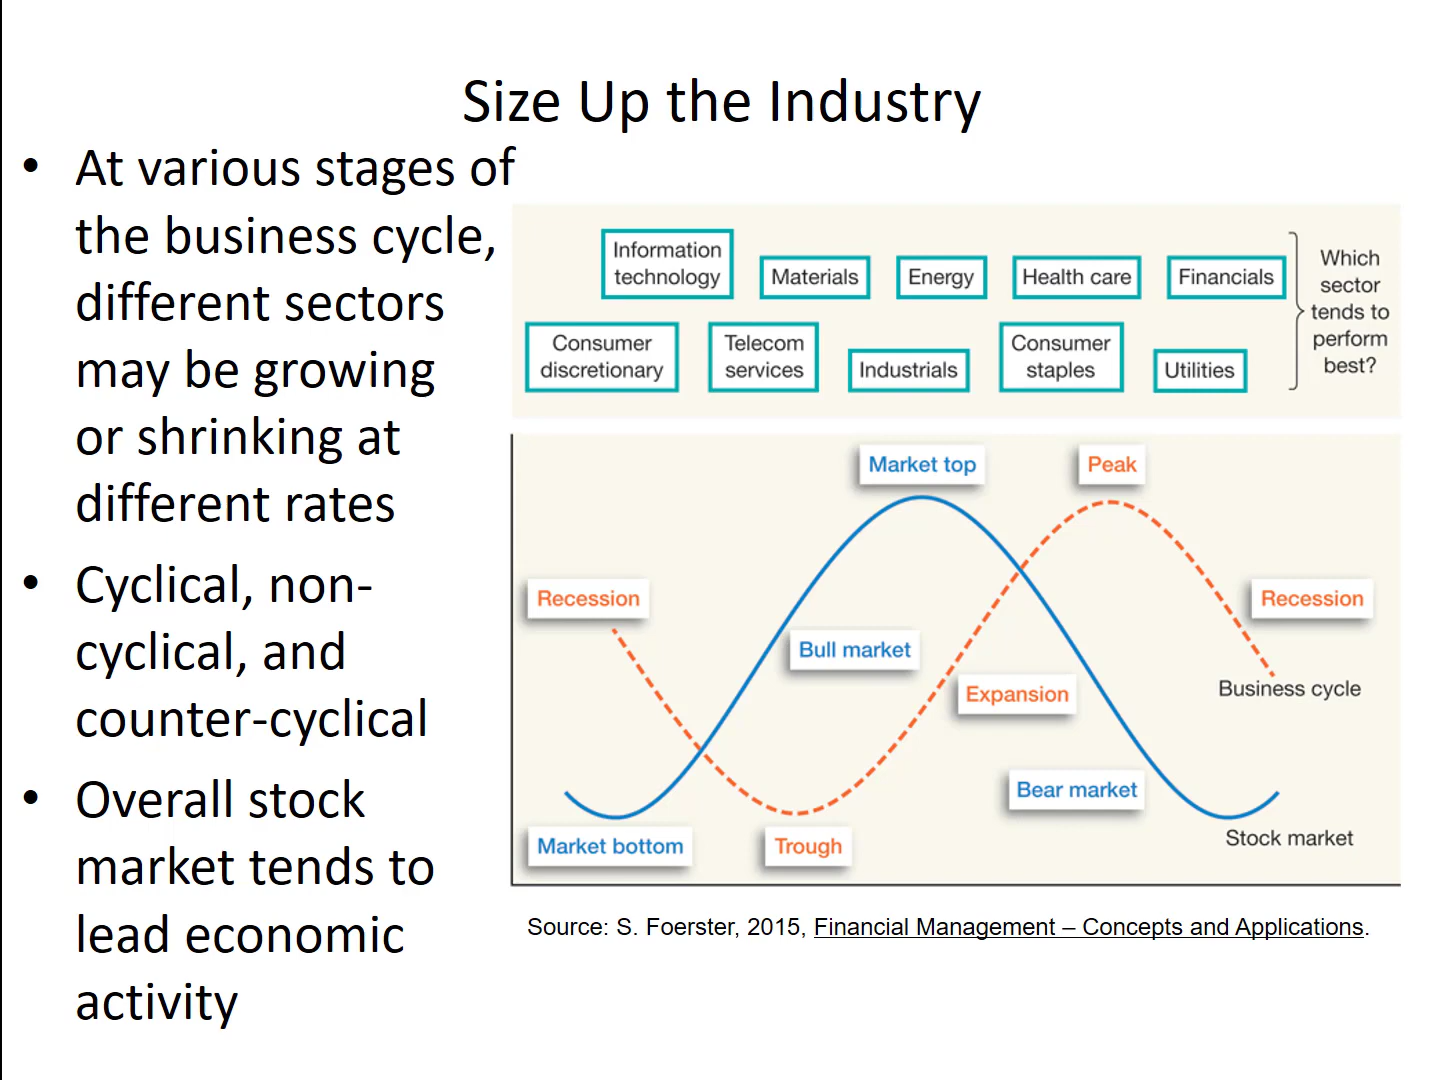 Size Up the Industry
• At various stages of
the business cycle,
different sectors
may be growing
or shrinking at
different rates
• Cyclical, non-
cyclical, and
counter-cyclical
• Overall stock
market tends to
lead economic
activity
Information
technology
Materials
Energy
Health care
Financials
Consumer
discretionary
Telecom
services
Industrials
Consumer
staples
Utilities
Which
sector
tends to
perform
best?
Market top
Peak
Recession
Recession
Bull market
Expansion
Business cycle
Bear market
Stock market
Market bottom
Trough
Source: S. Foerster, 2015, Financial Management – Concepts and Applications.